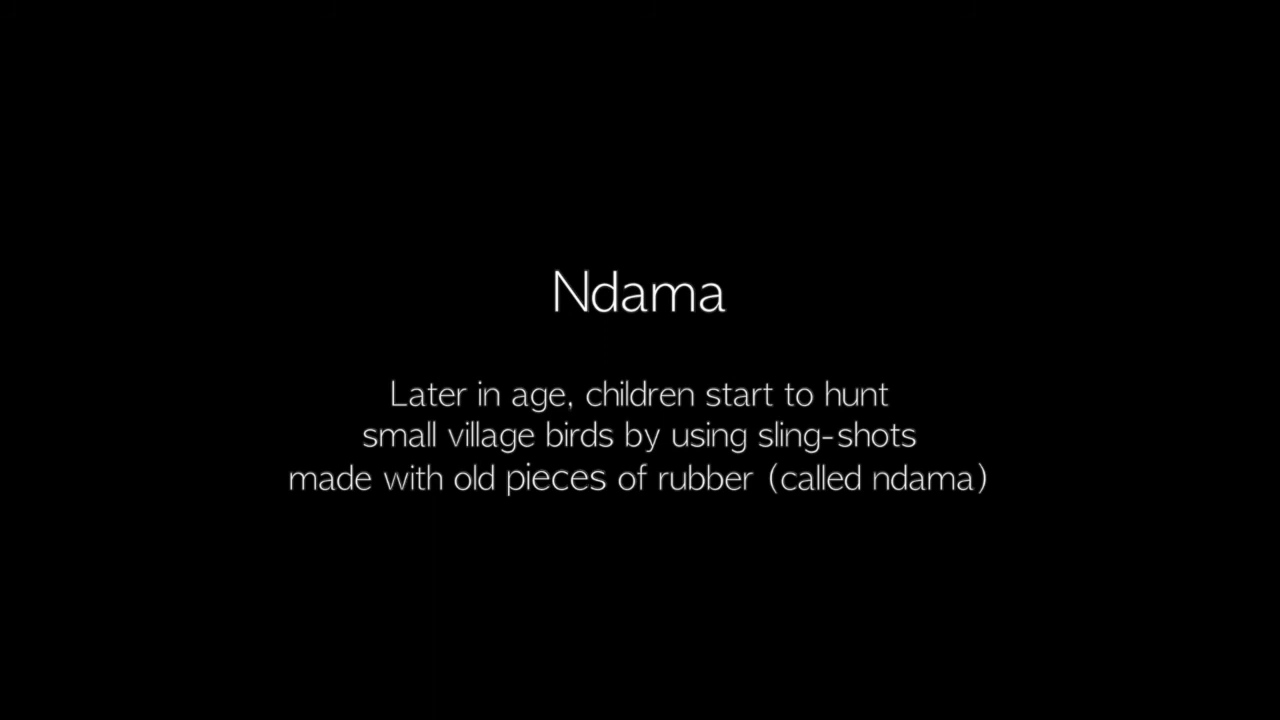 Ndama
Later in age, children start to hunt
small village birds by using sling-shots
made with old pieces of rubber (called ndama)